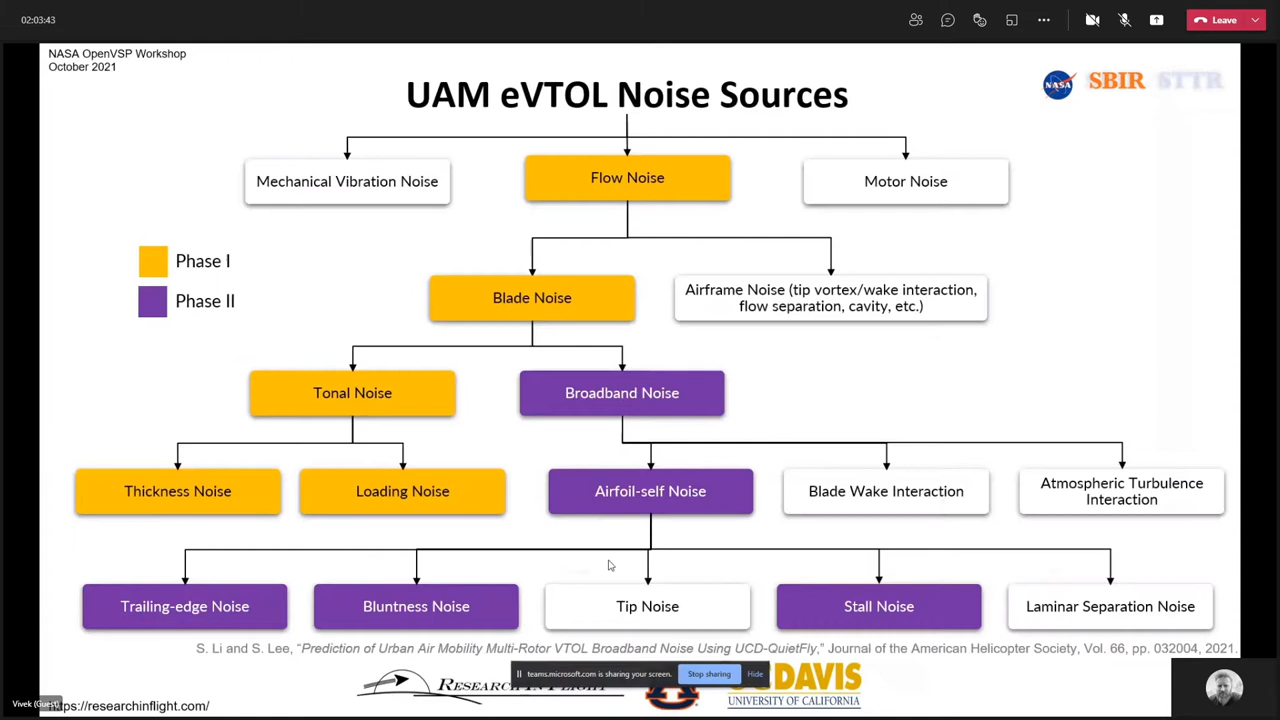 02:03:43
Leave
NASA OpenVSP Workshop
October 2021
UAM eVTOL Noise Sources
NASA
SBIR STTR
Mechanical Vibration Noise
Flow Noise
Motor Noise
Phase I
Phase II
Blade Noise
Airframe Noise (tip vortex/wake interaction,
flow separation, cavity, etc.)
Tonal Noise
Broadband Noise
Thickness Noise
Loading Noise
Airfoil-self Noise
Blade Wake Interaction
Atmospheric Turbulence
Interaction
Trailing-edge Noise
Bluntness Noise
Tip Noise
Stall Noise
Laminar Separation Noise
S. Li and S. Lee, “Prediction of Urban Air Mobility Multi-Rotor VTOL Broadband Noise Using UCD-QuietFly,” Journal of the American Helicopter Society, Vol. 66, pp. 032004, 2021.
teams.microsoft.com is sharing your screen.
Stop sharing
Hide
DAVIS
UNIVERSITY OF CALIFORNIA
Vivek (Guest)
https://researchinflight.com/